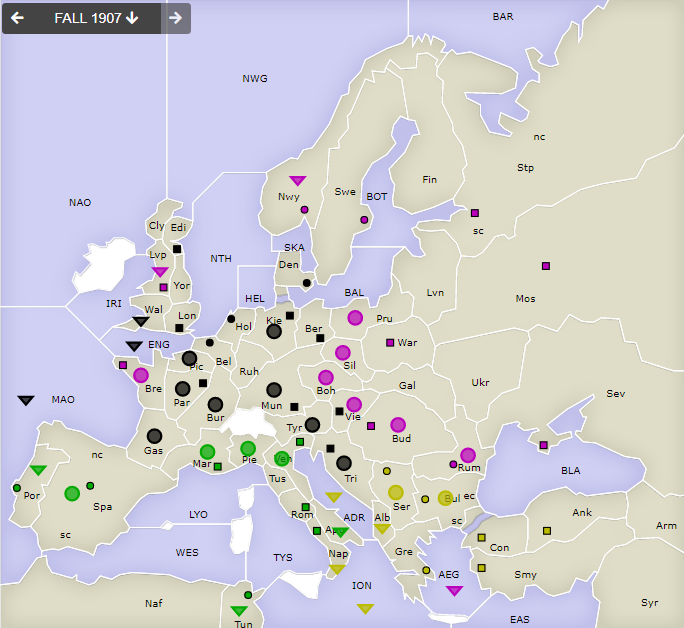 FALL 1907
BAR
NWG
nc
Stp
Fin
Swe
BOT
Nwy
NAO
Cly Edi
sc
SKA
Lvp
NTH
Den
Mos
Yor
HEL
BAL
Lvn
IRI
Wal
Lon
Hol
Kie
Ber
Pru
ENG
War
Pic
Bel
Ruh
Sil
Bre
Par
Boh
Gal
Ukr
Mun
Vie
Sev
MAO
Bur
Tyr
Bud
Gas
nc
Mar
Pie
Ven
Tri
Rum
BLA
Tus
Por
Spa
Ser
Bul ec
Rom
LYO
ADR
Alb
sc
Ank
Arm
sc
WES
TYS
Ap
Nap
Gre
Con
ION
AEG
Smy
Naf
Tun
EAS
Syr